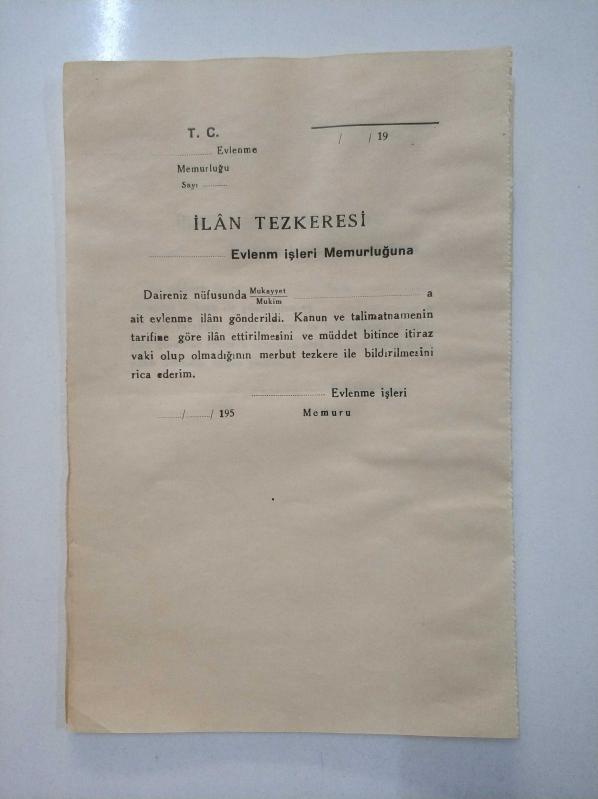 T. C.
/ / 19
............ Evlenme
Memurluğu
Sayı ..........
İLÂN TEZKERESİ
.......................... Evlenm işleri Memurluğuna
Daireniz nüfusunda Mukayyet/Mukim ............................................ a
ait evlenme ilânı gönderildi. Kanun ve talimatnamenin
tarifine göre ilân ettirilmesini ve müddet bitince itiraz
vaki olup olmadığının merbut tezkere ile bildirilmesini
rica ederim.
.......................... Evlenme işleri
........./........./ 195 Memuru